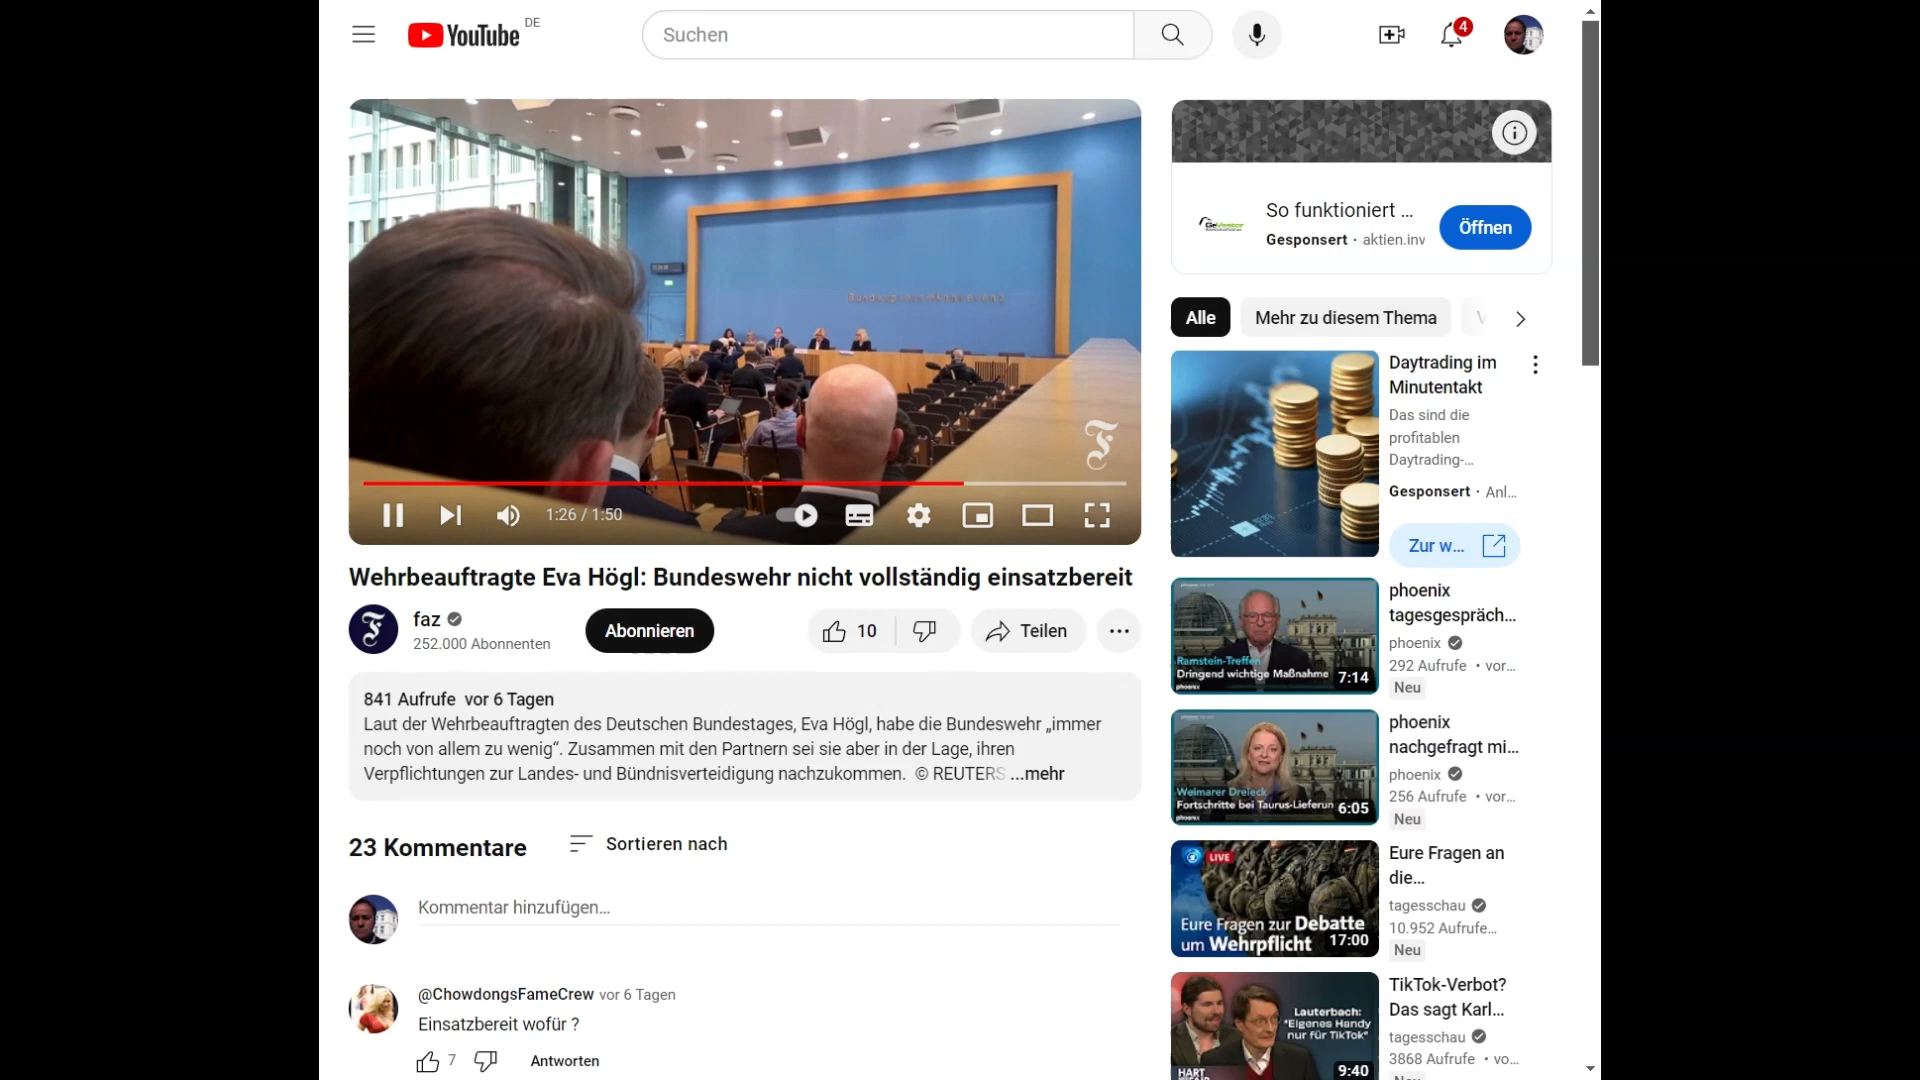 YouTube DE
Suchen
4
Bundespressekonferenz
1:26 / 1:50
Wehrbeauftragte Eva Högl: Bundeswehr nicht vollständig einsatzbereit
faz
252.000 Abonnenten
Abonnieren
10
Teilen
841 Aufrufe vor 6 Tagen
Laut der Wehrbeauftragten des Deutschen Bundestages, Eva Högl, habe die Bundeswehr „immer
noch von allem zu wenig“. Zusammen mit den Partnern sei sie aber in der Lage, ihren
Verpflichtungen zur Landes- und Bündnisverteidigung nachzukommen. © REUTERS ...mehr
23 Kommentare
Sortieren nach
Kommentar hinzufügen...
@ChowdongsFameCrew vor 6 Tagen
Einsatzbereit wofür ?
7
Antworten
GeVestor
So funktioniert ...
Gesponsert · aktien.inv
Öffnen
Alle
Mehr zu diesem Thema
Daytrading im
Minutentakt
Das sind die
profitablen
Daytrading-...
Gesponsert · Anl...
Zur w...
Ramstein-Treffen
Dringend wichtige Maßnahme
phoenix
7:14
phoenix
tagesgespräch...
phoenix
292 Aufrufe • vor...
Neu
Weimarer Dreieck
Fortschritte bei Taurus-Lieferun
phoenix
6:05
phoenix
nachgefragt mi...
phoenix
256 Aufrufe • vor...
Neu
LIVE
Eure Fragen zur Debatte
um Wehrpflicht
17:00
Eure Fragen an
die...
tagesschau
10.952 Aufrufe...
Neu
Lauterbach:
"Eigenes Handy
nur für TikTok"
HART
9:40
TikTok-Verbot?
Das sagt Karl...
tagesschau
3868 Aufrufe • vo...
Neu